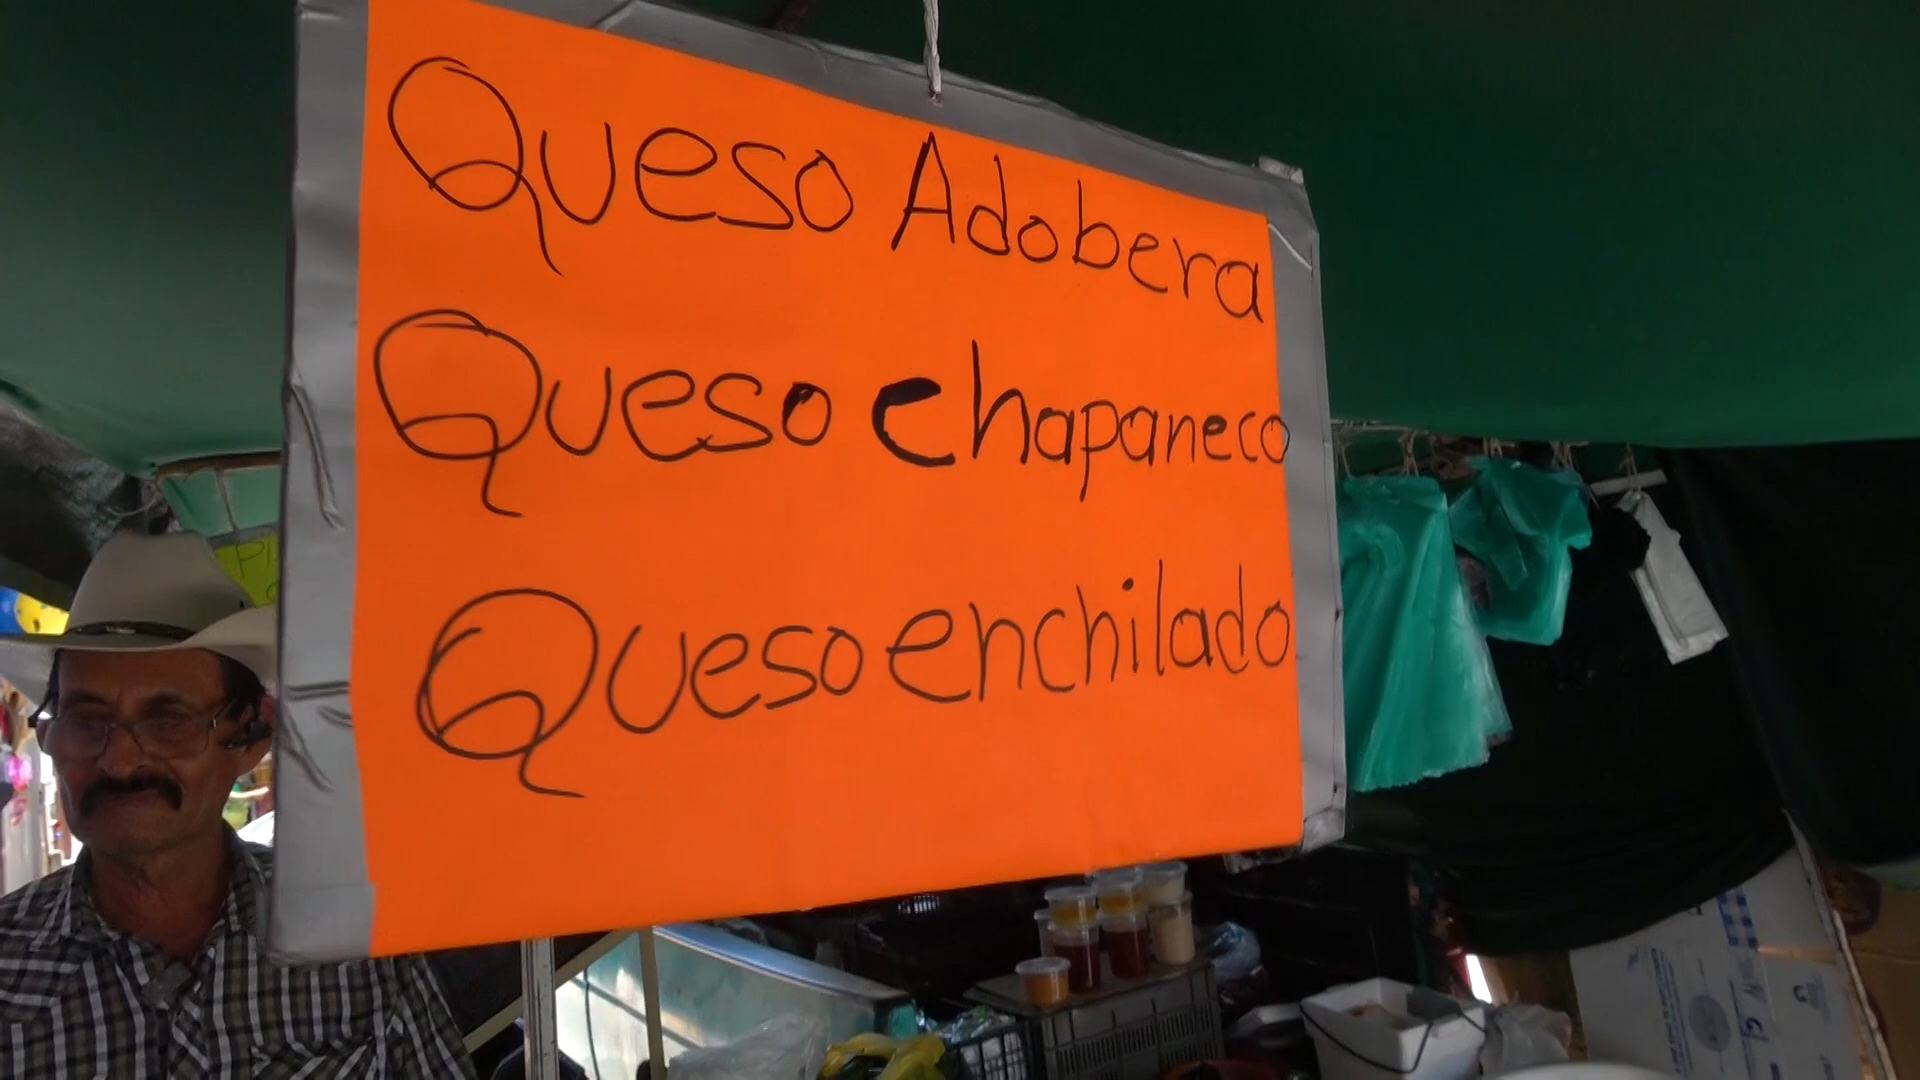 Queso Adobera
Queso chapaneco
Queso enchilado